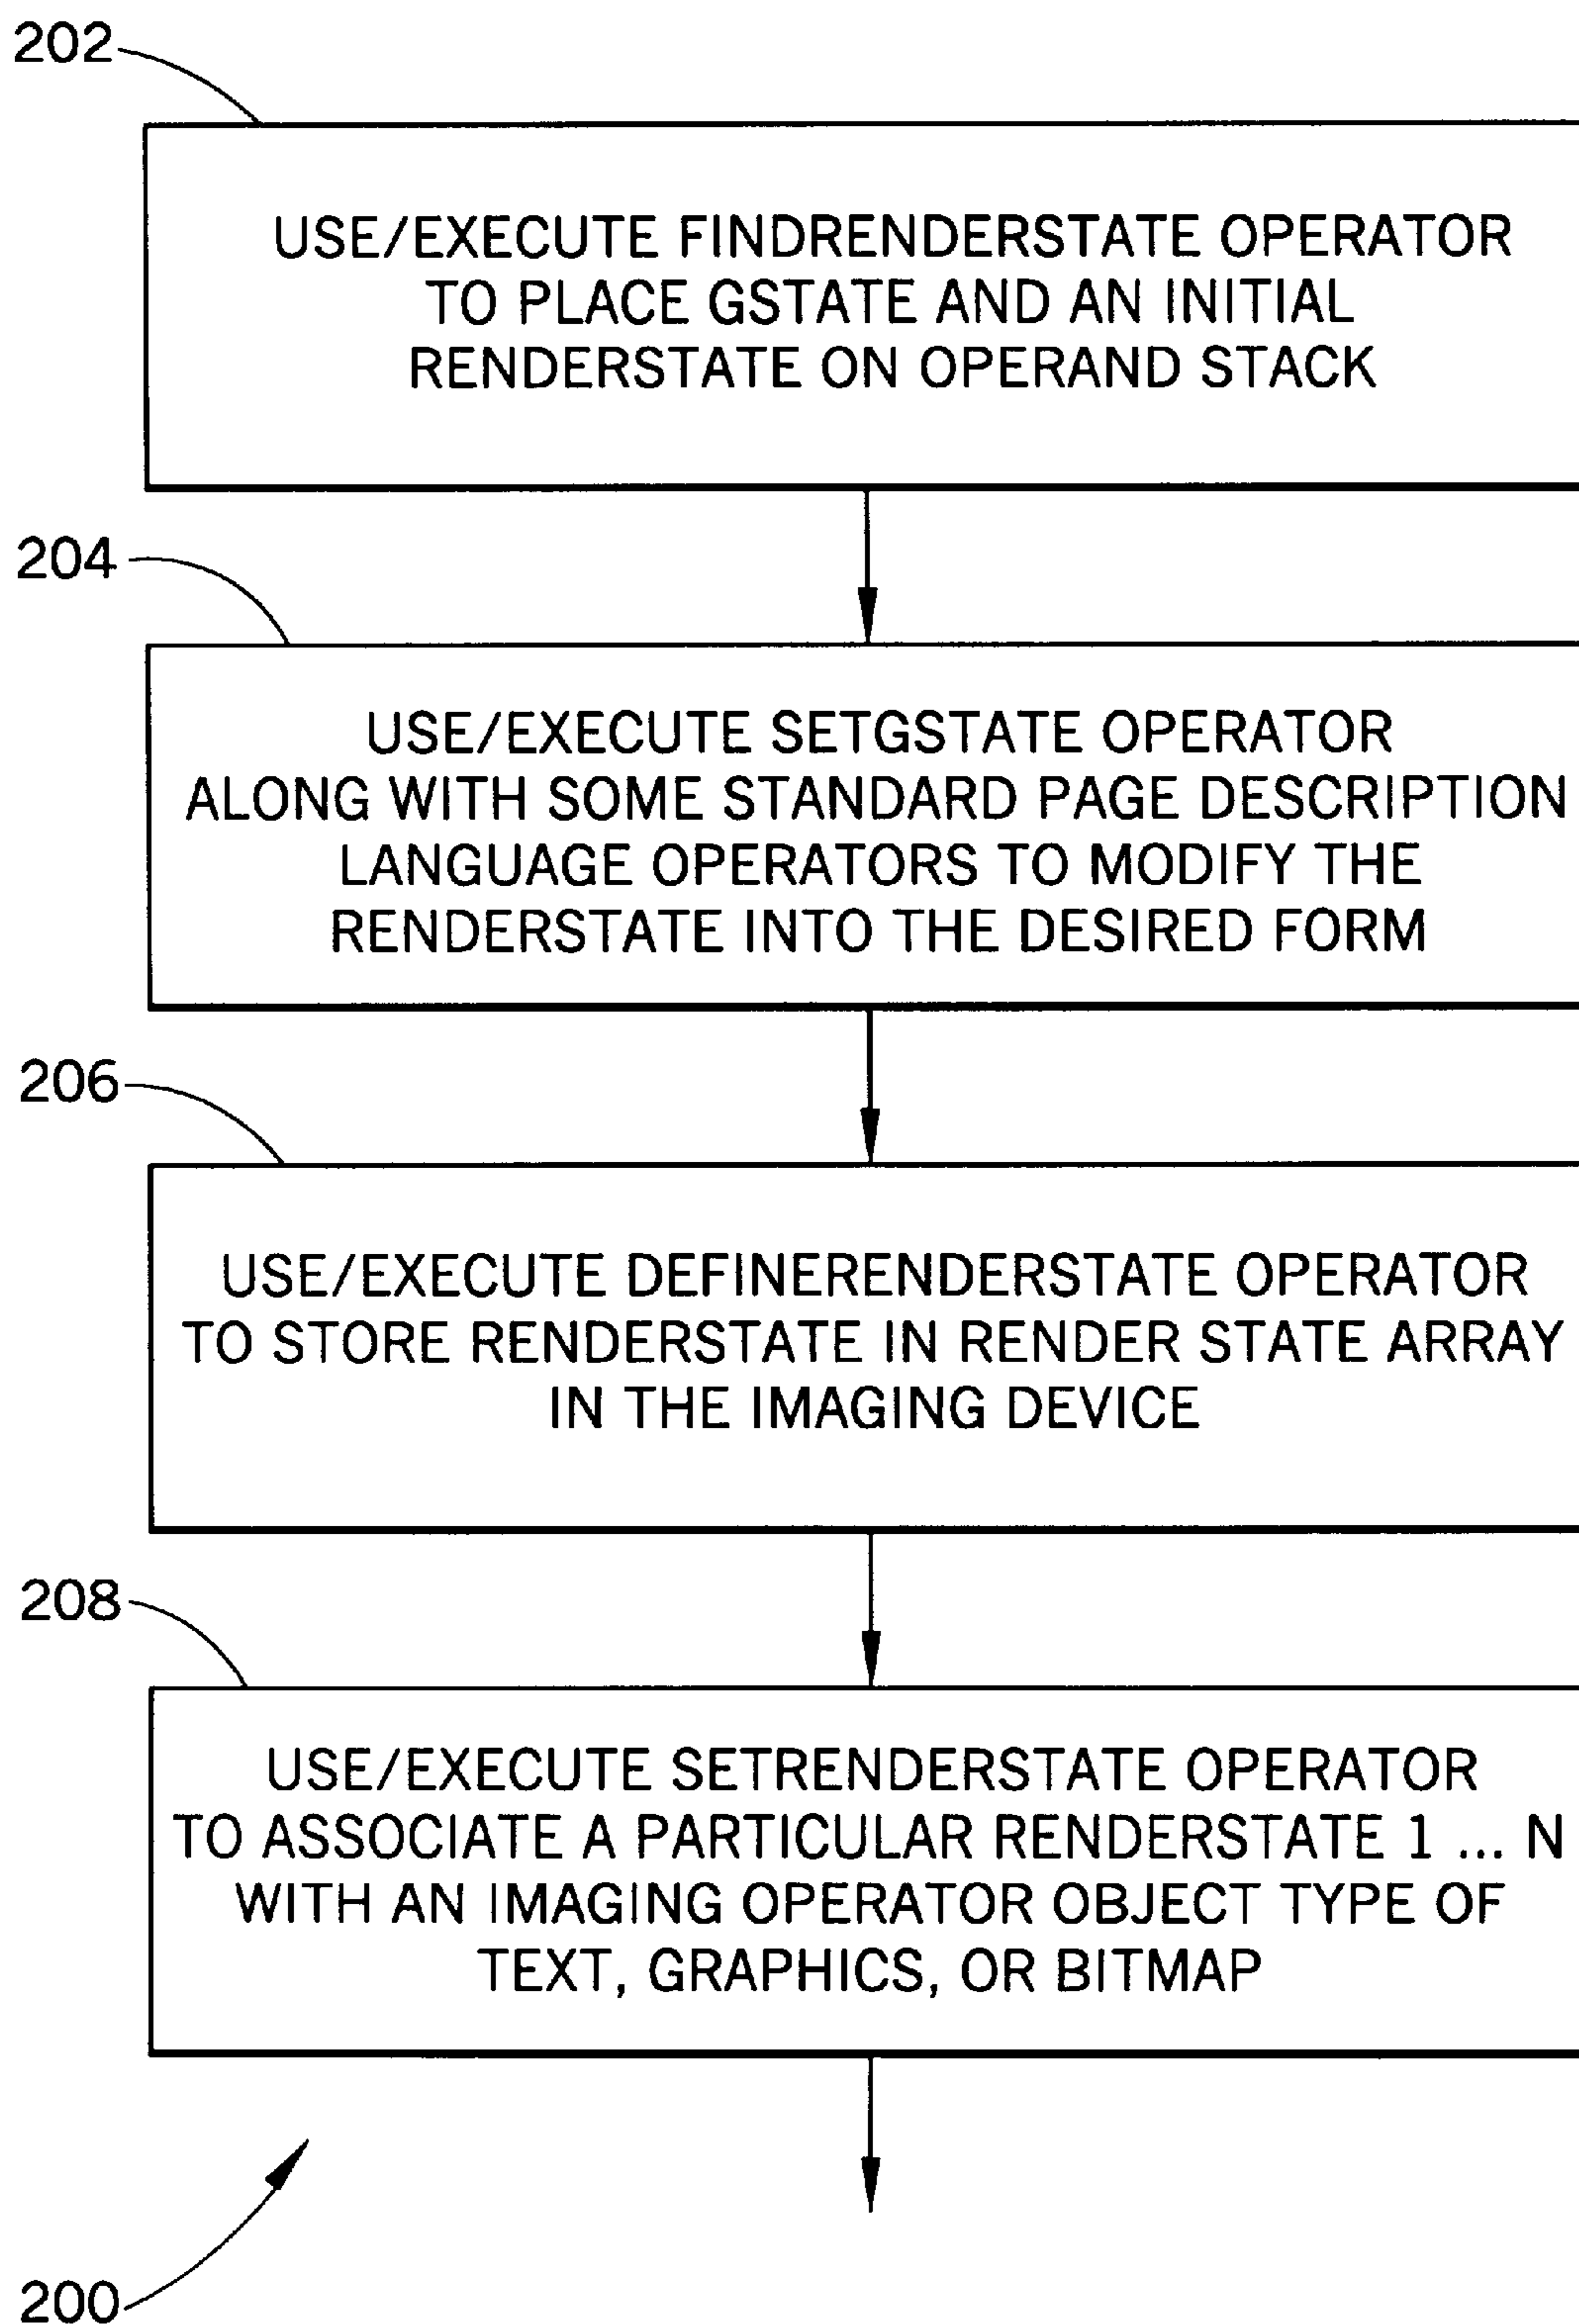 202
USE/EXECUTE FINDRENDERSTATE OPERATOR
TO PLACE GSTATE AND AN INITIAL
RENDERSTATE ON OPERAND STACK
204
USE/EXECUTE SETGSTATE OPERATOR
ALONG WITH SOME STANDARD PAGE DESCRIPTION
LANGUAGE OPERATORS TO MODIFY THE
RENDERSTATE INTO THE DESIRED FORM
206
USE/EXECUTE DEFINERENDERSTATE OPERATOR
TO STORE RENDERSTATE IN RENDER STATE ARRAY
IN THE IMAGING DEVICE
208
USE/EXECUTE SETRENDERSTATE OPERATOR
TO ASSOCIATE A PARTICULAR RENDERSTATE 1 ... N
WITH AN IMAGING OPERATOR OBJECT TYPE OF
TEXT, GRAPHICS, OR BITMAP
200